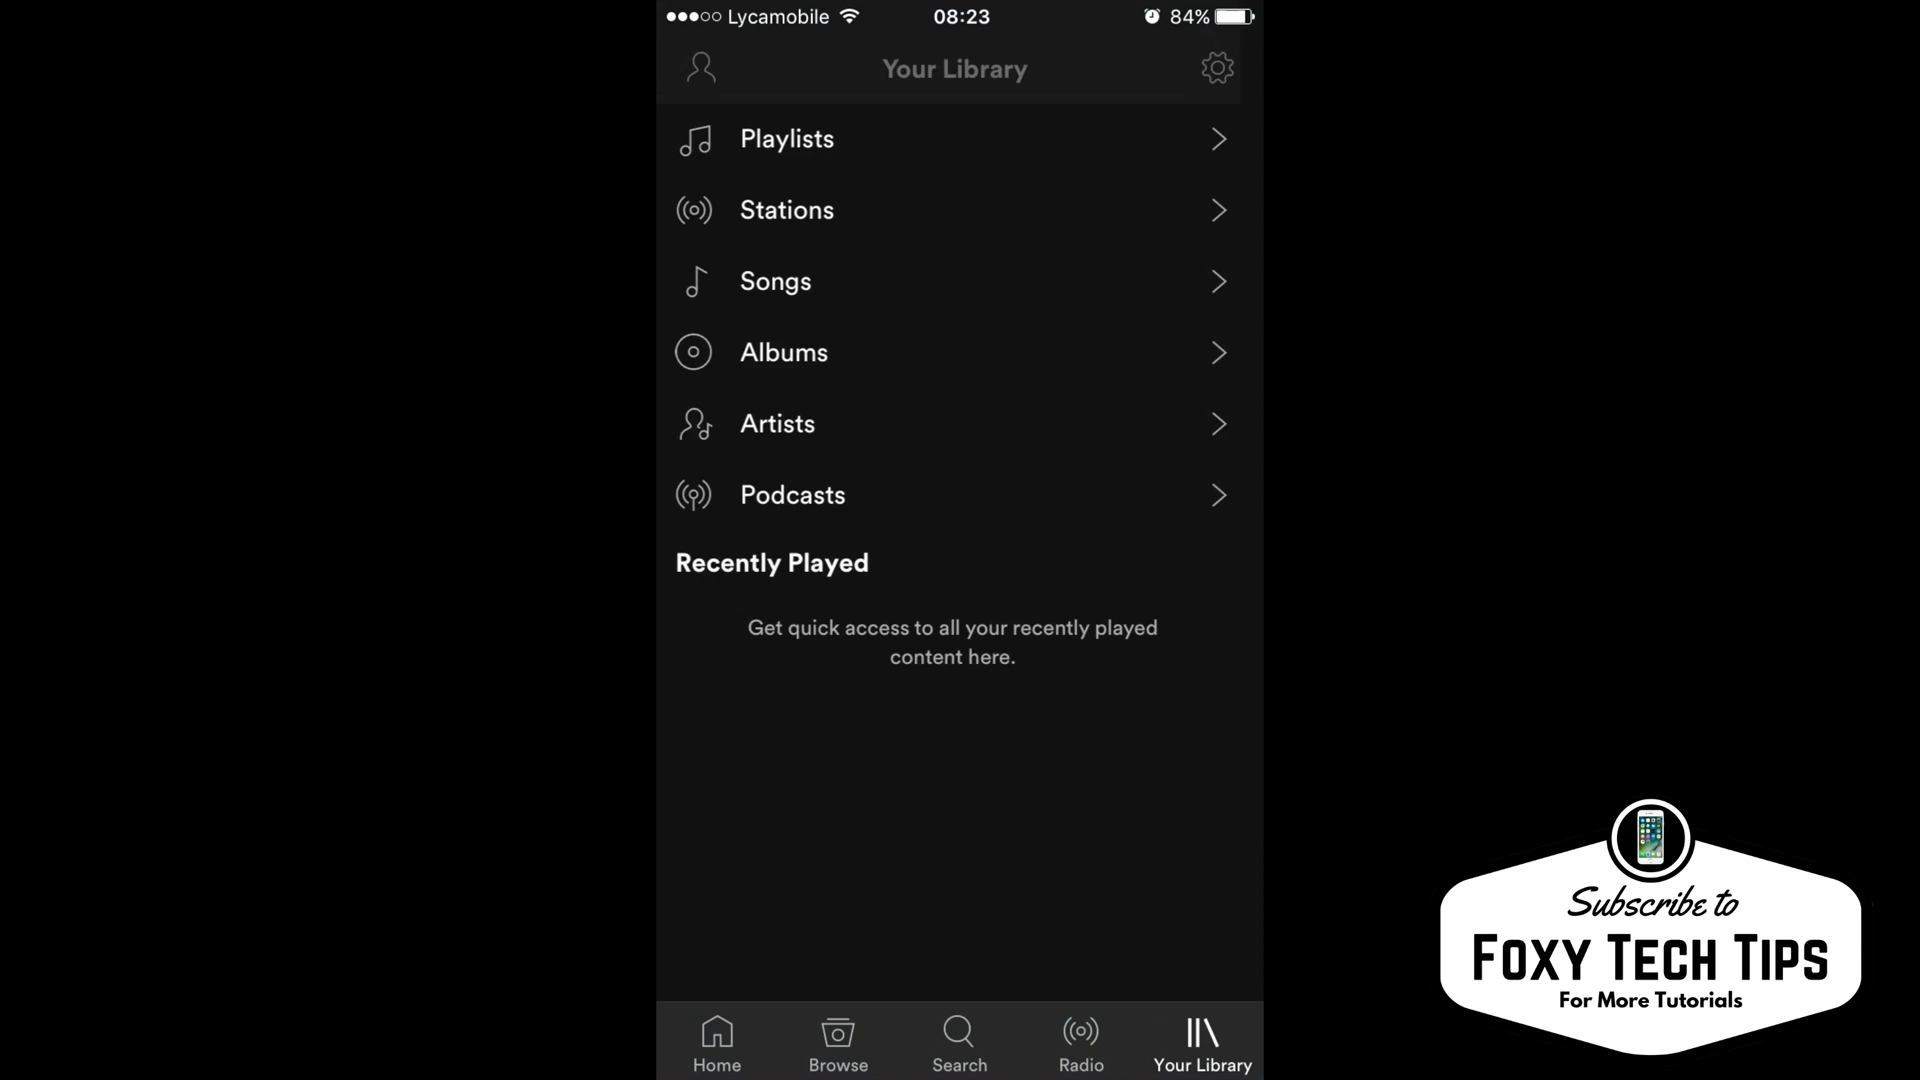 Lycamobile 08:23 84%
Your Library
Playlists
Stations
Songs
Albums
Artists
Podcasts
Recently Played
Get quick access to all your recently played
content here.
Home Browse Search Radio Your Library
Subscribe to
FOXY TECH TIPS
For More Tutorials